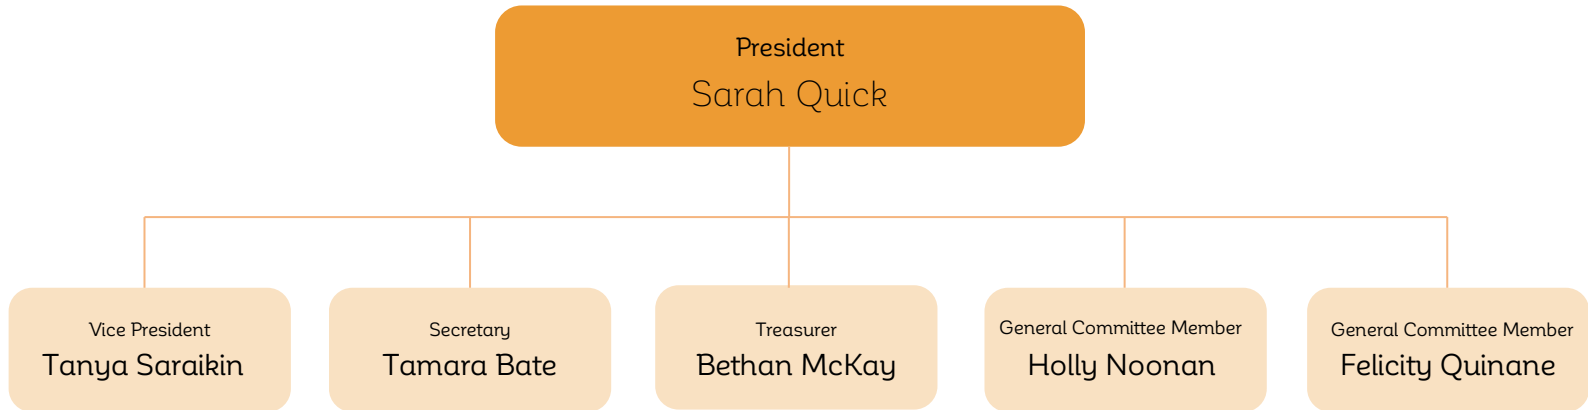 President
Sarah Quick
Vice President
Tanya Saraikin
Secretary
Tamara Bate
Treasurer
Bethan McKay
General Committee Member
Holly Noonan
General Committee Member
Felicity Quinane